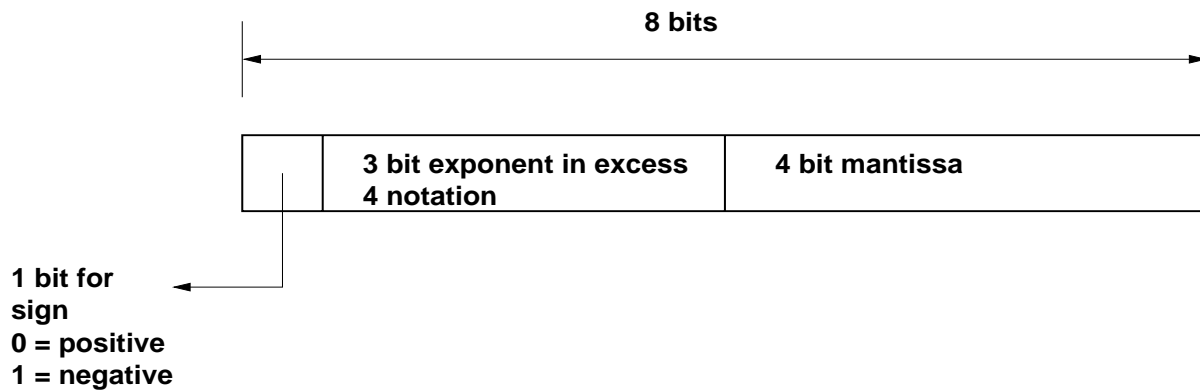 8 bits
3 bit exponent in excess
4 notation
4 bit mantissa
1 bit for
sign
0 = positive
1 = negative